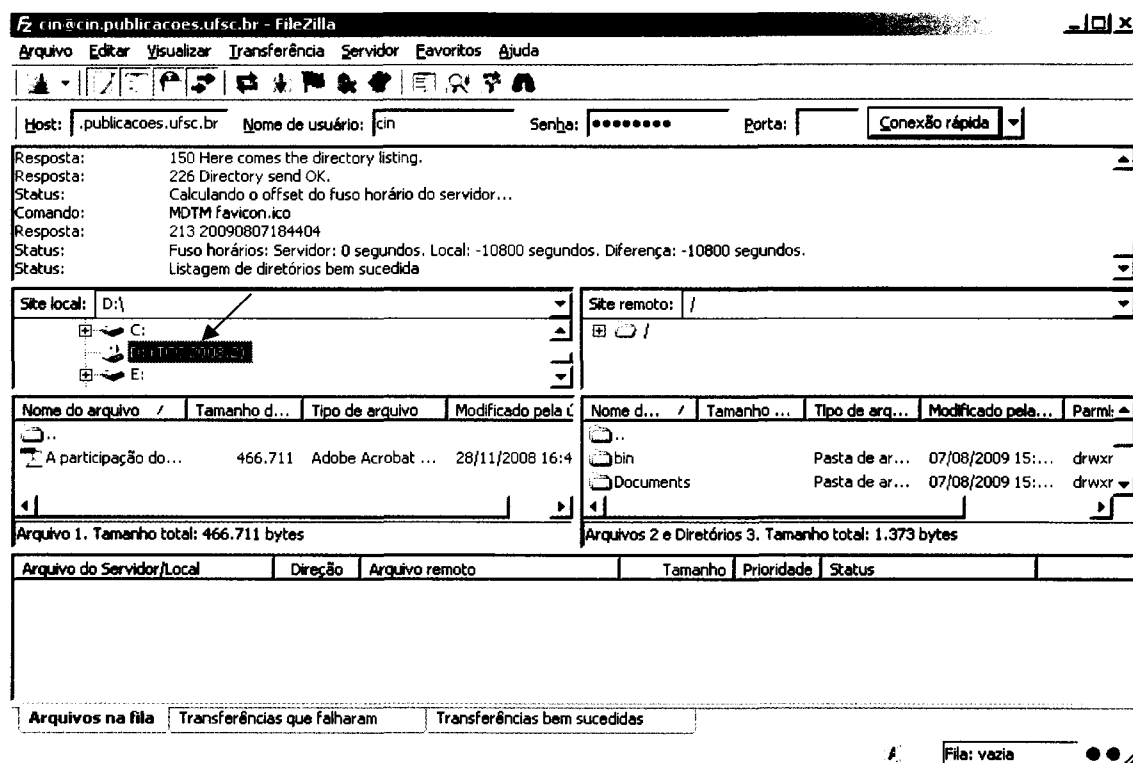 cin@cin.publicacoes.ufsc.br - FileZilla
Arquivo Editar Visualizar Transferência Servidor Favoritos Ajuda
Host: .publicacoes.ufsc.br Nome de usuário: cin Senha: ●●●●●●●● Porta: Conexão rápida
Resposta: 150 Here comes the directory listing.
Resposta: 226 Directory send OK.
Status: Calculando o offset do fuso horário do servidor...
Comando: MDTM favicon.ico
Resposta: 213 20090807184404
Status: Fuso horários: Servidor: 0 segundos. Local: -10800 segundos. Diferença: -10800 segundos.
Status: Listagem de diretórios bem sucedida
Site local: D:\ Site remoto: /
C: /
E:
Nome do arquivo / Tamanho d... Tipo de arquivo Modificado pela ú Nome d... / Tamanho ... Tipo de arq... Modificado pela... Permi:
.. ..
A participação do... 466.711 Adobe Acrobat ... 28/11/2008 16:4 bin Pasta de ar... 07/08/2009 15:... drwxr
Documents Pasta de ar... 07/08/2009 15:... drwxr
Arquivo 1. Tamanho total: 466.711 bytes Arquivos 2 e Diretórios 3. Tamanho total: 1.373 bytes
Arquivo do Servidor/Local Direção Arquivo remoto Tamanho Prioridade Status
Arquivos na fila Transferências que falharam Transferências bem sucedidas
Fila: vazia